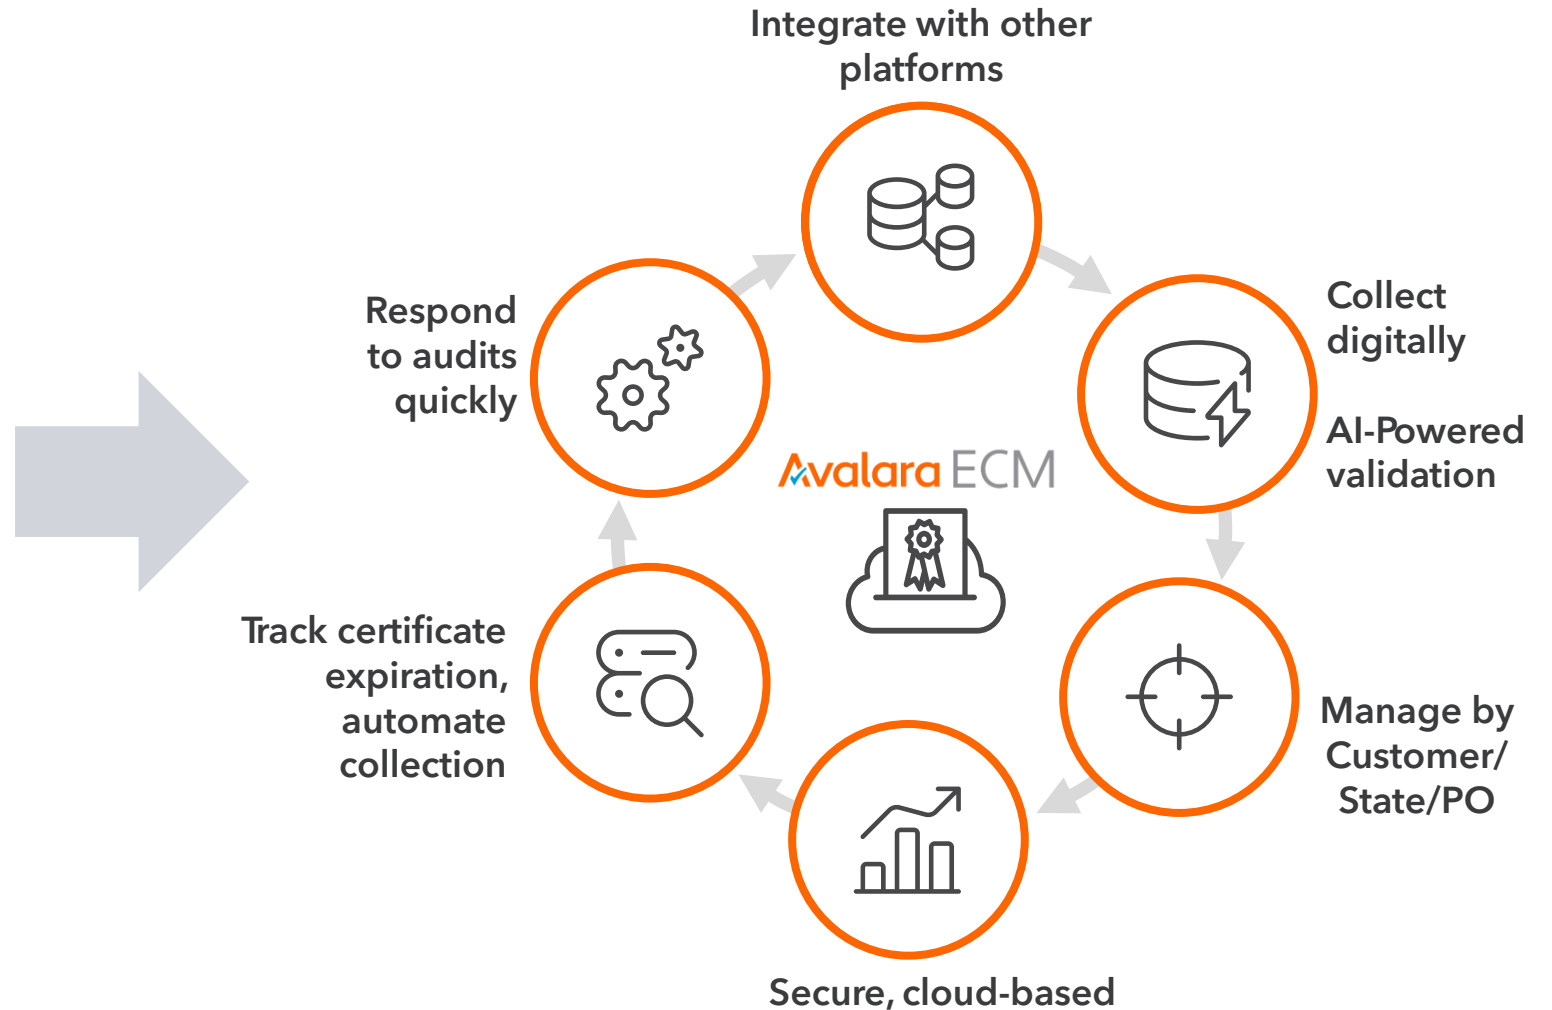 Integrate with other
platforms
Collect
digitally
AI-Powered
validation
Manage by
Customer/
State/PO
Secure, cloud-based
Track certificate
expiration,
automate
collection
Respond
to audits
quickly
Avalara ECM